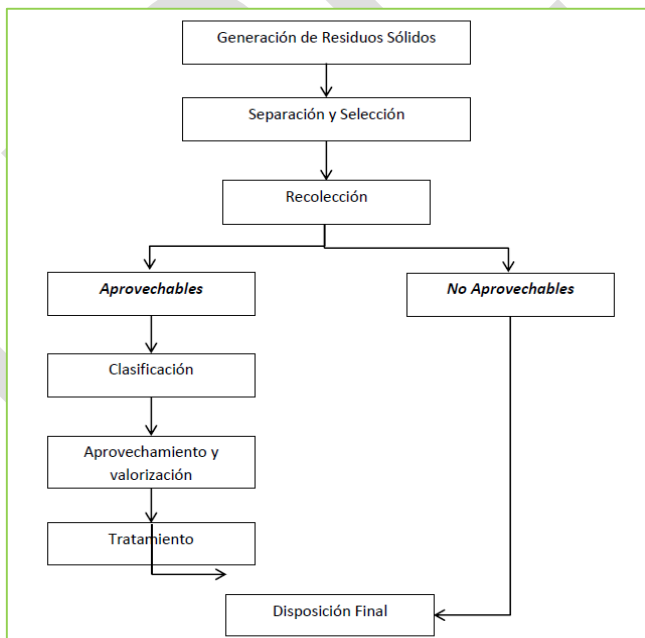 Generación de Residuos Sólidos
Separación y Selección
Recolección
Aprovechables
No Aprovechables
Clasificación
Aprovechamiento y
valorización
Tratamiento
Disposición Final